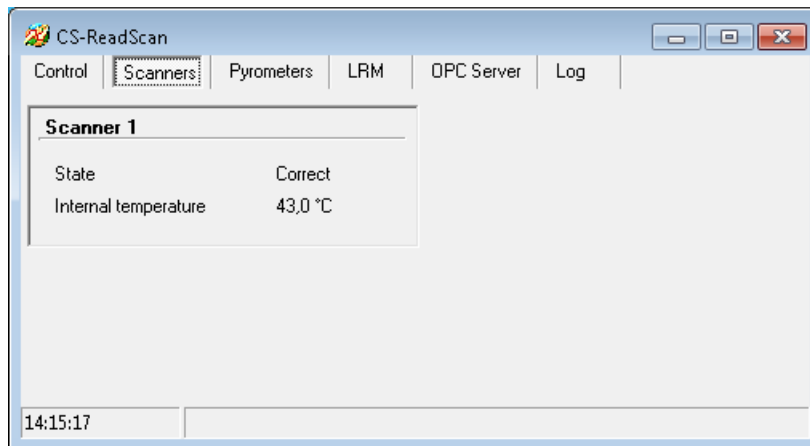 CS-ReadScan
Control Scanners Pyrometers LRM OPC Server Log
Scanner 1
State Correct
Internal temperature 43,0 °C
14:15:17